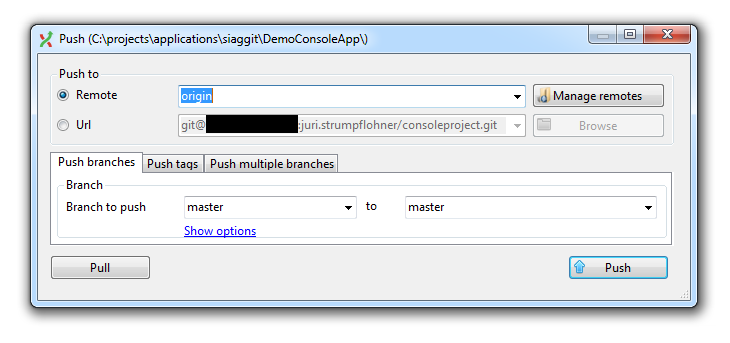 Push (C:\projects\applications\siaggit\DemoConsoleApp\)
Push to
Remote origin Manage remotes
Url git@ :juri.strumpflohner/consoleproject.git Browse
Push branches Push tags Push multiple branches
Branch
Branch to push master to master
Show options
Pull Push